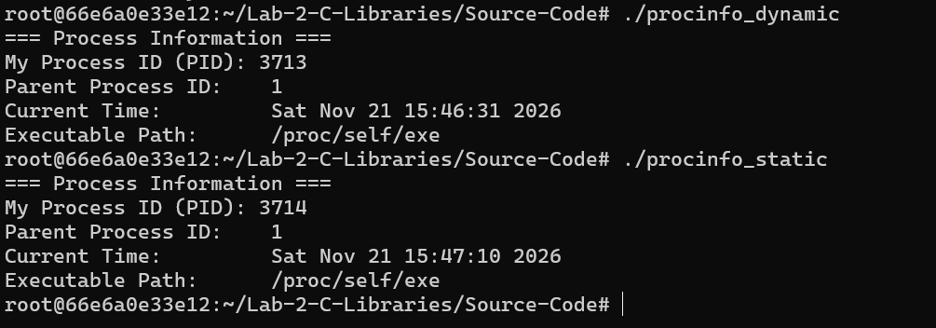 root@66e6a0e33e12:~/Lab-2-C-Libraries/Source-Code# ./procinfo_dynamic
=== Process Information ===
My Process ID (PID): 3713
Parent Process ID:    1
Current Time:         Sat Nov 21 15:46:31 2026
Executable Path:      /proc/self/exe
root@66e6a0e33e12:~/Lab-2-C-Libraries/Source-Code# ./procinfo_static
=== Process Information ===
My Process ID (PID): 3714
Parent Process ID:    1
Current Time:         Sat Nov 21 15:47:10 2026
Executable Path:      /proc/self/exe
root@66e6a0e33e12:~/Lab-2-C-Libraries/Source-Code#